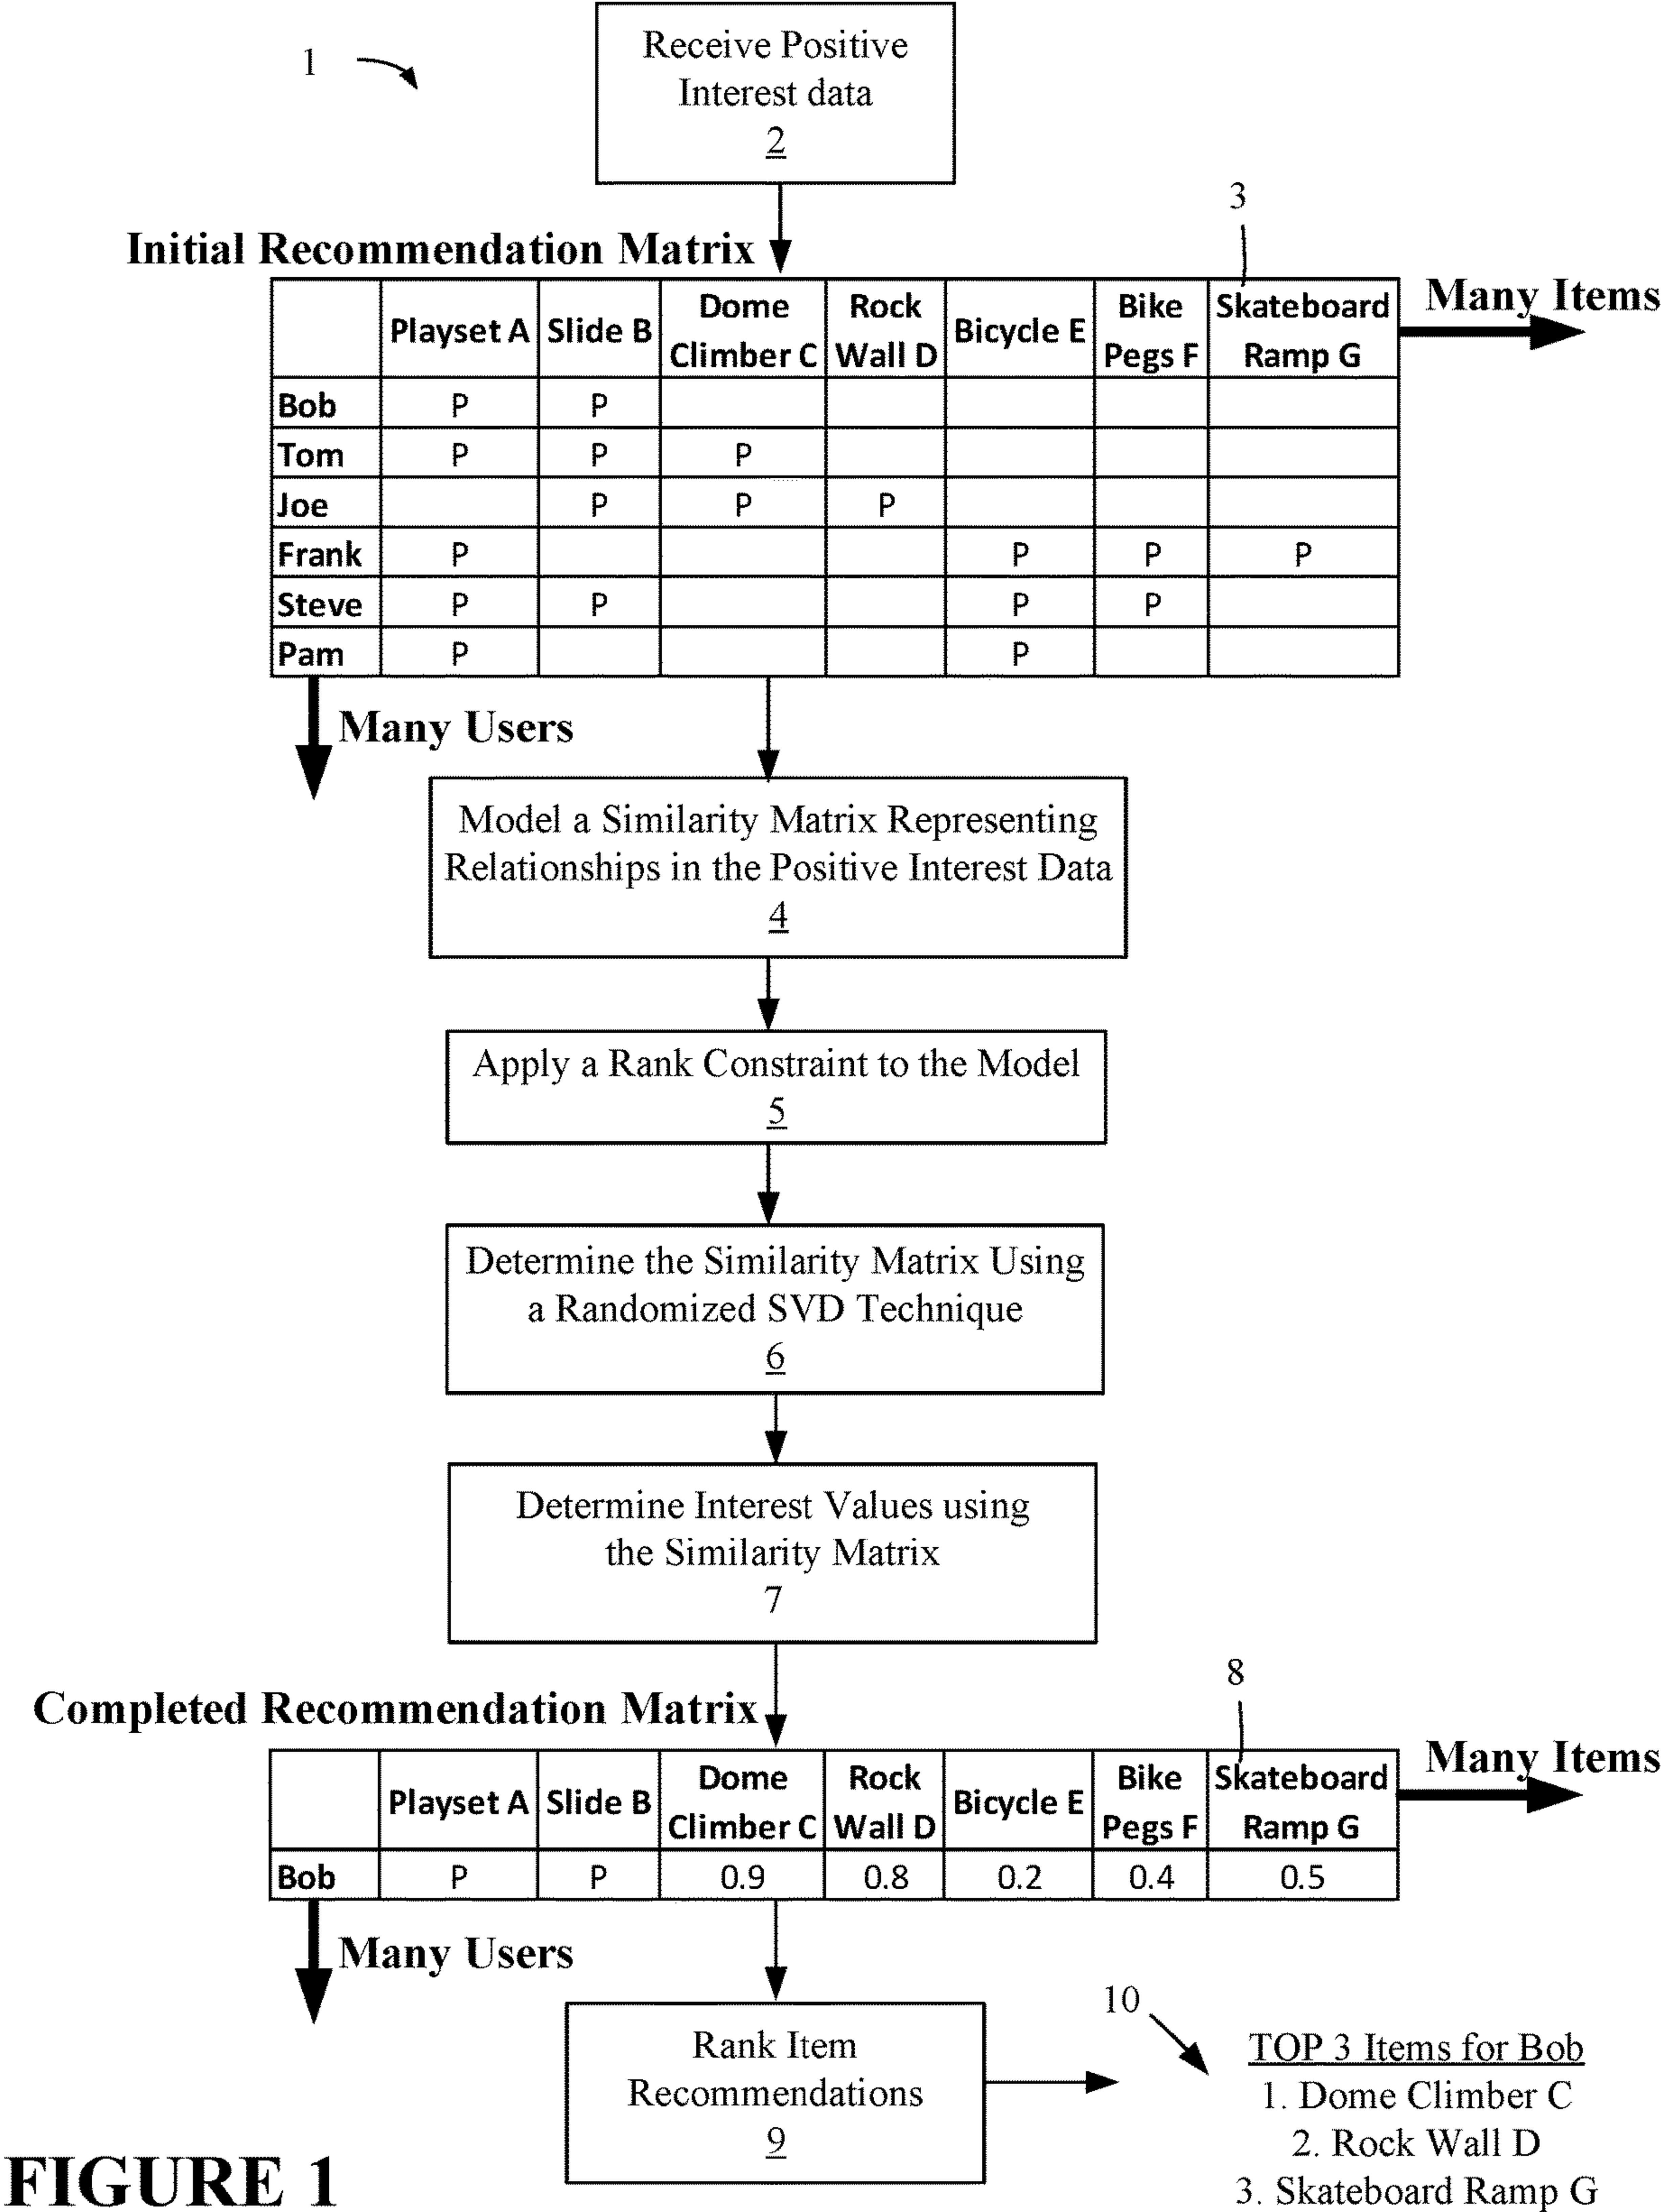 1
Receive Positive
Interest data
2
3
Initial Recommendation Matrix
Many Items
Playset A Slide B Dome Climber C Rock Wall D Bicycle E Bike Pegs F Skateboard Ramp G
Bob P P
Tom P P P
Joe P P P
Frank P P P P
Steve P P P P
Pam P P
Many Users
Model a Similarity Matrix Representing
Relationships in the Positive Interest Data
4
Apply a Rank Constraint to the Model
5
Determine the Similarity Matrix Using
a Randomized SVD Technique
6
Determine Interest Values using
the Similarity Matrix
7
8
Completed Recommendation Matrix
Many Items
Playset A Slide B Dome Climber C Rock Wall D Bicycle E Bike Pegs F Skateboard Ramp G
Bob P P 0.9 0.8 0.2 0.4 0.5
Many Users
Rank Item
Recommendations
9
10
TOP 3 Items for Bob
1. Dome Climber C
2. Rock Wall D
3. Skateboard Ramp G
FIGURE 1